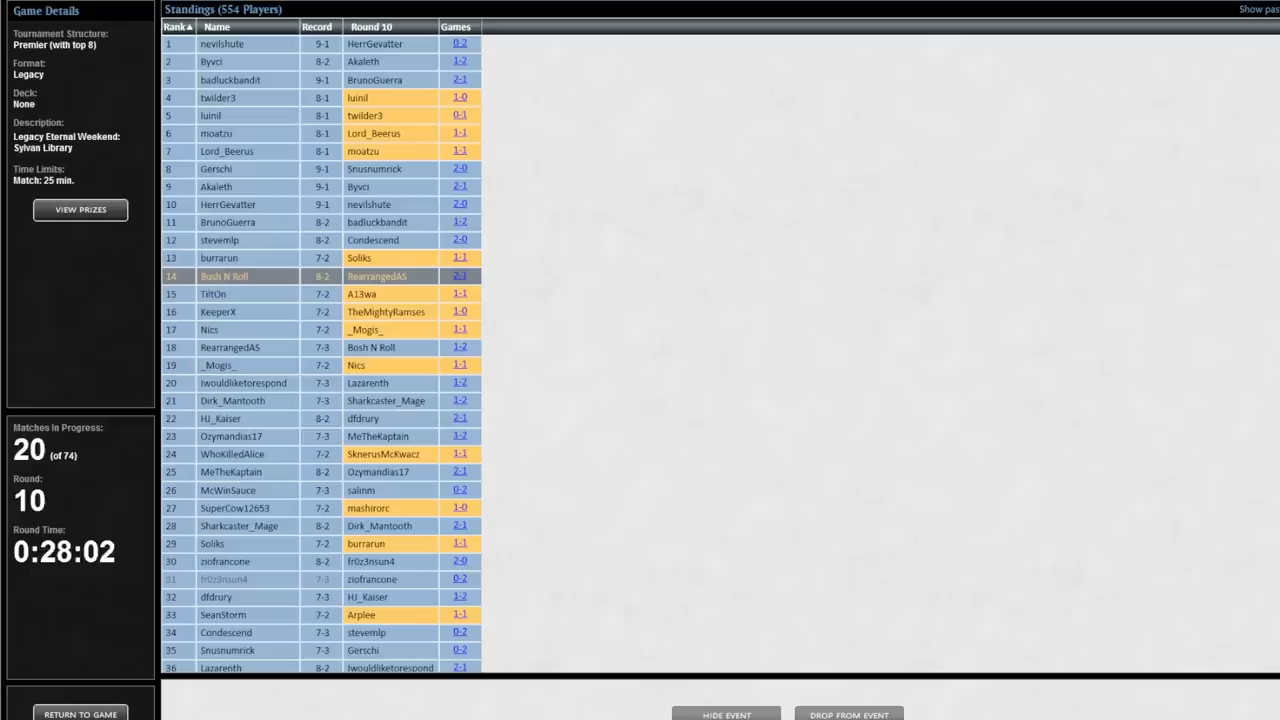 Game Details
Tournament Structure:
Premier (with top 8)
Format:
Legacy
Deck:
None
Description:
Legacy Eternal Weekend:
Sylvan Library
Time Limits:
Match: 25 min.
VIEW PRIZES
Matches In Progress:
20 (of 74)
Round:
10
Round Time:
0:28:02
RETURN TO GAME
Standings (554 Players)
Show pas
Rank Name Record Round 10 Games
1 nevilshute 9-1 HerrGevatter 0-2
2 Byvci 8-2 Akaleth 1-2
3 badluckbandit 9-1 BrunoGuerra 2-1
4 twilder3 8-1 luinil 1-0
5 luinil 8-1 twilder3 0-1
6 moatzu 8-1 Lord_Beerus 1-1
7 Lord_Beerus 8-1 moatzu 1-1
8 Gerschi 9-1 Snusnumrick 2-0
9 Akaleth 9-1 Byvci 2-1
10 HerrGevatter 9-1 nevilshute 2-0
11 BrunoGuerra 8-2 badluckbandit 1-2
12 stevemlp 8-2 Condescend 2-0
13 burrarun 7-2 Soliks 1-1
14 Bosh N Roll 8-2 RearrangedAS 2-1
15 TiltOn 7-2 A13wa 1-1
16 KeeperX 7-2 TheMightyRamses 1-0
17 Nics 7-2 _Mogis_ 1-1
18 RearrangedAS 7-3 Bosh N Roll 1-2
19 _Mogis_ 7-2 Nics 1-1
20 Iwouldliketorespond 7-3 Lazarenth 1-2
21 Dirk_Mantooth 7-3 Sharkcaster_Mage 1-2
22 HJ_Kaiser 8-2 dfdrury 2-1
23 Ozymandias17 7-3 MeTheKaptain 1-2
24 WhoKilledAlice 7-2 SknerusMcKwacz 1-1
25 MeTheKaptain 8-2 Ozymandias17 2-1
26 McWinSauce 7-3 salinm 0-2
27 SuperCow12653 7-2 mashirorc 1-0
28 Sharkcaster_Mage 8-2 Dirk_Mantooth 2-1
29 Soliks 7-2 burrarun 1-1
30 ziofrancone 8-2 fr0z3nsun4 2-0
31 fr0z3nsun4 7-3 ziofrancone 0-2
32 dfdrury 7-3 HJ_Kaiser 1-2
33 SeanStorm 7-2 Arplee 1-1
34 Condescend 7-3 stevemlp 0-2
35 Snusnumrick 7-3 Gerschi 0-2
36 Lazarenth 8-2 Iwouldliketorespond 2-1
HIDE EVENT
DROP FROM EVENT